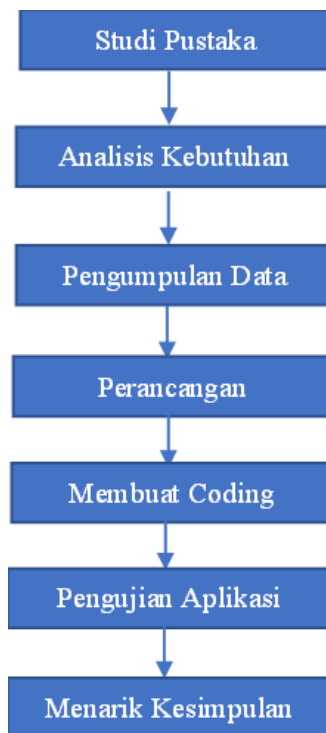 Studi Pustaka
Analisis Kebutuhan
Pengumpulan Data
Perancangan
Membuat Coding
Pengujian Aplikasi
Menarik Kesimpulan